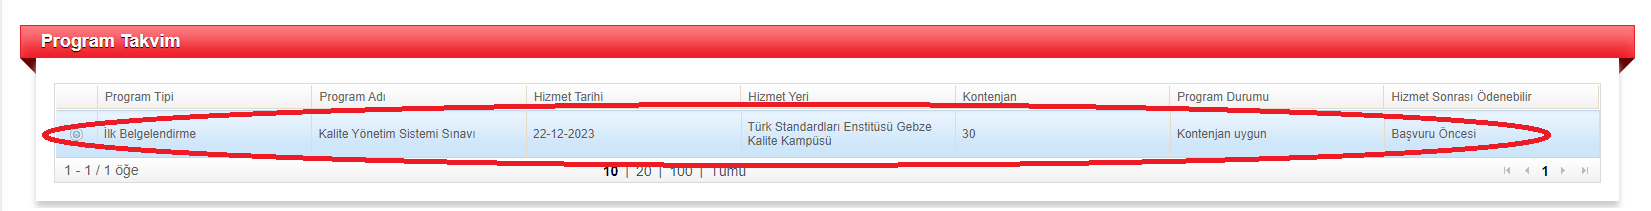 Program Takvim
Program Tipi Program Adı Hizmet Tarihi Hizmet Yeri Kontenjan Program Durumu Hizmet Sonrası Ödenebilir
İlk Belgelendirme Kalite Yönetim Sistemi Sınavı 22-12-2023 Türk Standardları Enstitüsü Gebze
Kalite Kampüsü 30 Kontenjan uygun Başvuru Öncesi
1 - 1 / 1 öğe 10 | 20 | 100 | Tümü 1